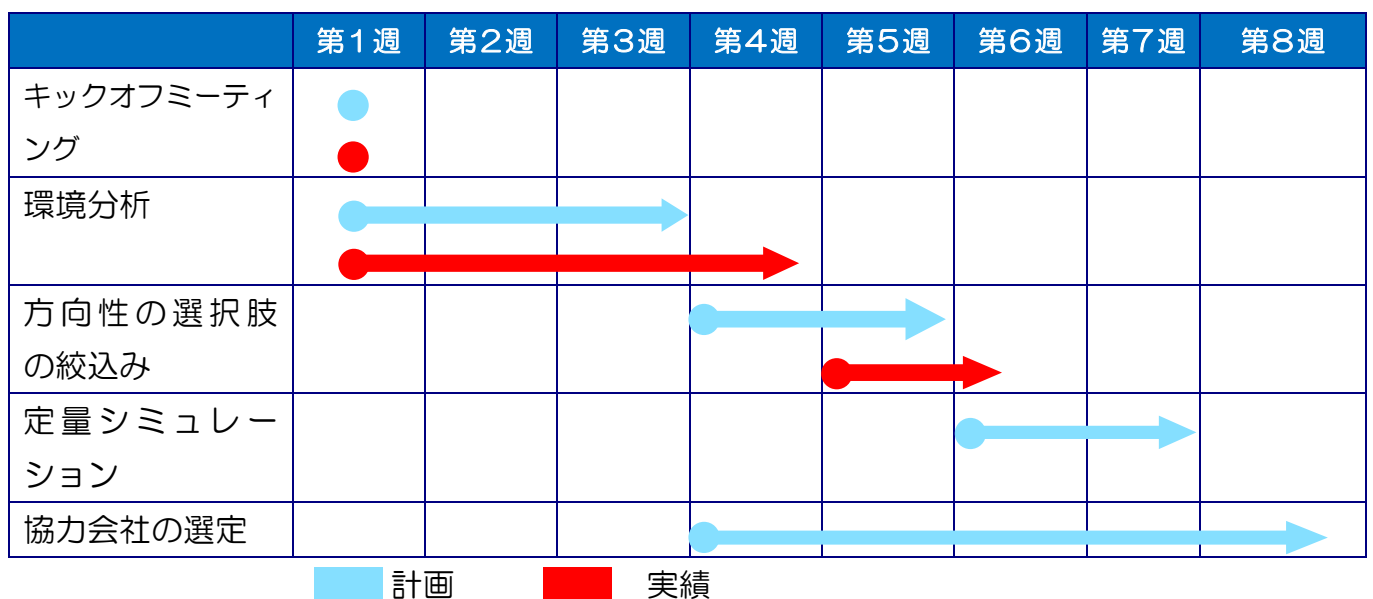 第１週 第２週 第３週 第４週 第５週 第６週 第７週 第８週
キックオフミーティ
ング
環境分析
方向性の選択肢
の絞込み
定量シミュレー
ション
協力会社の選定
計画 実績